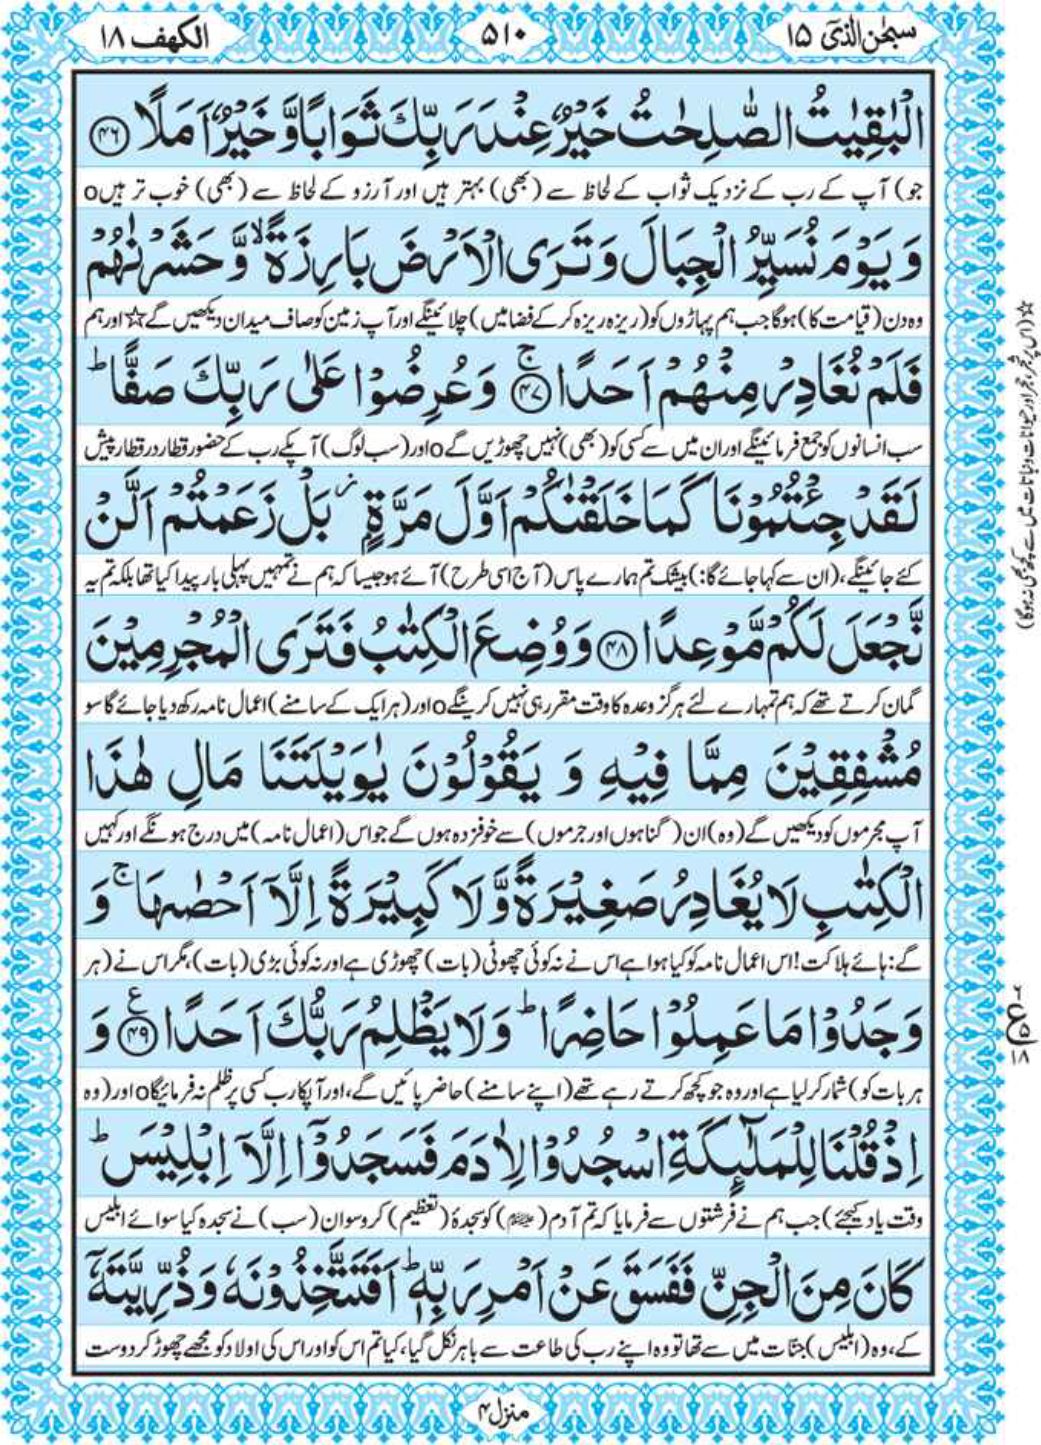 سبحٰن الذی ۱۵
۵۱۰
الکهف ۱۸
الْبٰقِیٰتُ الصّٰلِحٰتُ خَیْرٌ عِنْدَ رَبِّكَ ثَوَابًا وَّ خَیْرٌ اَمَلًا ﴿۴۶﴾
جو) آپ کے رب کے نزدیک ثواب کے لحاظ سے (بھی) بہتر ہیں اور آرزو کے لحاظ سے (بھی) خوب تر ہیںo
وَ یَوْمَ نُسَیِّرُ الْجِبَالَ وَ تَرَی الْاَرْضَ بَارِزَةً ۙ وَّ حَشَرْنٰهُمْ
وہ دن (قیامت کا) ہوگا جب ہم پہاڑوں کو (ریزہ ریزہ کر کے فضا میں) چلائینگے اور آپ زمین کو صاف میدان دیکھیں گے☆ اور ہم
فَلَمْ نُغَادِرْ مِنْهُمْ اَحَدًا ۚ ﴿۴۷﴾ وَ عُرِضُوْا عَلٰی رَبِّكَ صَفًّا ؕ
سب انسانوں کو جمع فرمائینگے اور ان میں سے کسی کو (بھی) نہیں چھوڑیں گےo اور (سب لوگ) آپکے رب کے حضور قطار در قطار پیش
لَقَدْ جِئْتُمُوْنَا كَمَا خَلَقْنٰكُمْ اَوَّلَ مَرَّةٍۭ ؗ بَلْ زَعَمْتُمْ اَلَّنْ
کئے جائینگے، (ان سے کہا جائے گا:) بیشک تم ہمارے پاس (آج اسی طرح) آئے ہو جیسا کہ ہم نے تمہیں پہلی بار پیدا کیا تھا بلکہ تم یہ
نَّجْعَلَ لَكُمْ مَّوْعِدًا ﴿۴۸﴾ وَ وُضِعَ الْكِتٰبُ فَتَرَی الْمُجْرِمِیْنَ
گمان کرتے تھے کہ ہم تمہارے لئے ہرگز وعدہ کا وقت مقرر ہی نہیں کرینگےo اور (ہر ایک کے سامنے) اعمال نامہ رکھ دیا جائے گا سو
مُشْفِقِیْنَ مِمَّا فِیْهِ وَ یَقُوْلُوْنَ یٰوَیْلَتَنَا مَالِ هٰذَا
آپ مجرموں کو دیکھیں گے (وہ) ان (گناہوں اور جرموں) سے خوفزدہ ہوں گے جو اس (اعمال نامہ) میں درج ہونگے اور کہیں
الْكِتٰبِ لَا یُغَادِرُ صَغِیْرَةً وَّ لَا كَبِیْرَةً اِلَّاۤ اَحْصٰىهَا ۚ وَ
گے: ہائے ہلاکت! اس اعمال نامہ کو کیا ہوا ہے اس نے نہ کوئی چھوٹی (بات) چھوڑی ہے اور نہ کوئی بڑی (بات)، مگر اس نے (ہر
وَجَدُوْا مَا عَمِلُوْا حَاضِرًا ؕ وَ لَا یَظْلِمُ رَبُّكَ اَحَدًا ﴿۴۹﴾ ع وَ
ہر بات کو) شمار کر لیا ہے اور وہ جو کچھ کرتے رہے تھے (اپنے سامنے) حاضر پائیں گے، اور آپکا رب کسی پر ظلم نہ فرمائیگاo اور (وہ
اِذْ قُلْنَا لِلْمَلٰٓىِٕكَةِ اسْجُدُوْا لِاٰدَمَ فَسَجَدُوْۤا اِلَّاۤ اِبْلِیْسَ ؕ
وقت یاد کیجئے) جب ہم نے فرشتوں سے فرمایا کہ تم آدم () کو سجدۂ (تعظیم) کرو سو ان (سب) نے سجدہ کیا سوائے ابلیس
كَانَ مِنَ الْجِنِّ فَفَسَقَ عَنْ اَمْرِ رَبِّهٖ ؕ اَفَتَتَّخِذُوْنَهٗ وَ ذُرِّیَّتَهٗۤ
کے، وہ (ابلیس) جنّات میں سے تھا تو وہ اپنے رب کی طاعت سے باہر نکل گیا، کیا تم اس کو اور اس کی اولاد کو مجھے چھوڑ کر دوست
☆ (اس پر شجر، حجر اور حیوانات و نباتات میں سے کچھ بھی نہ ہوگا)
ع ۵ ۱۸
منزل ۴